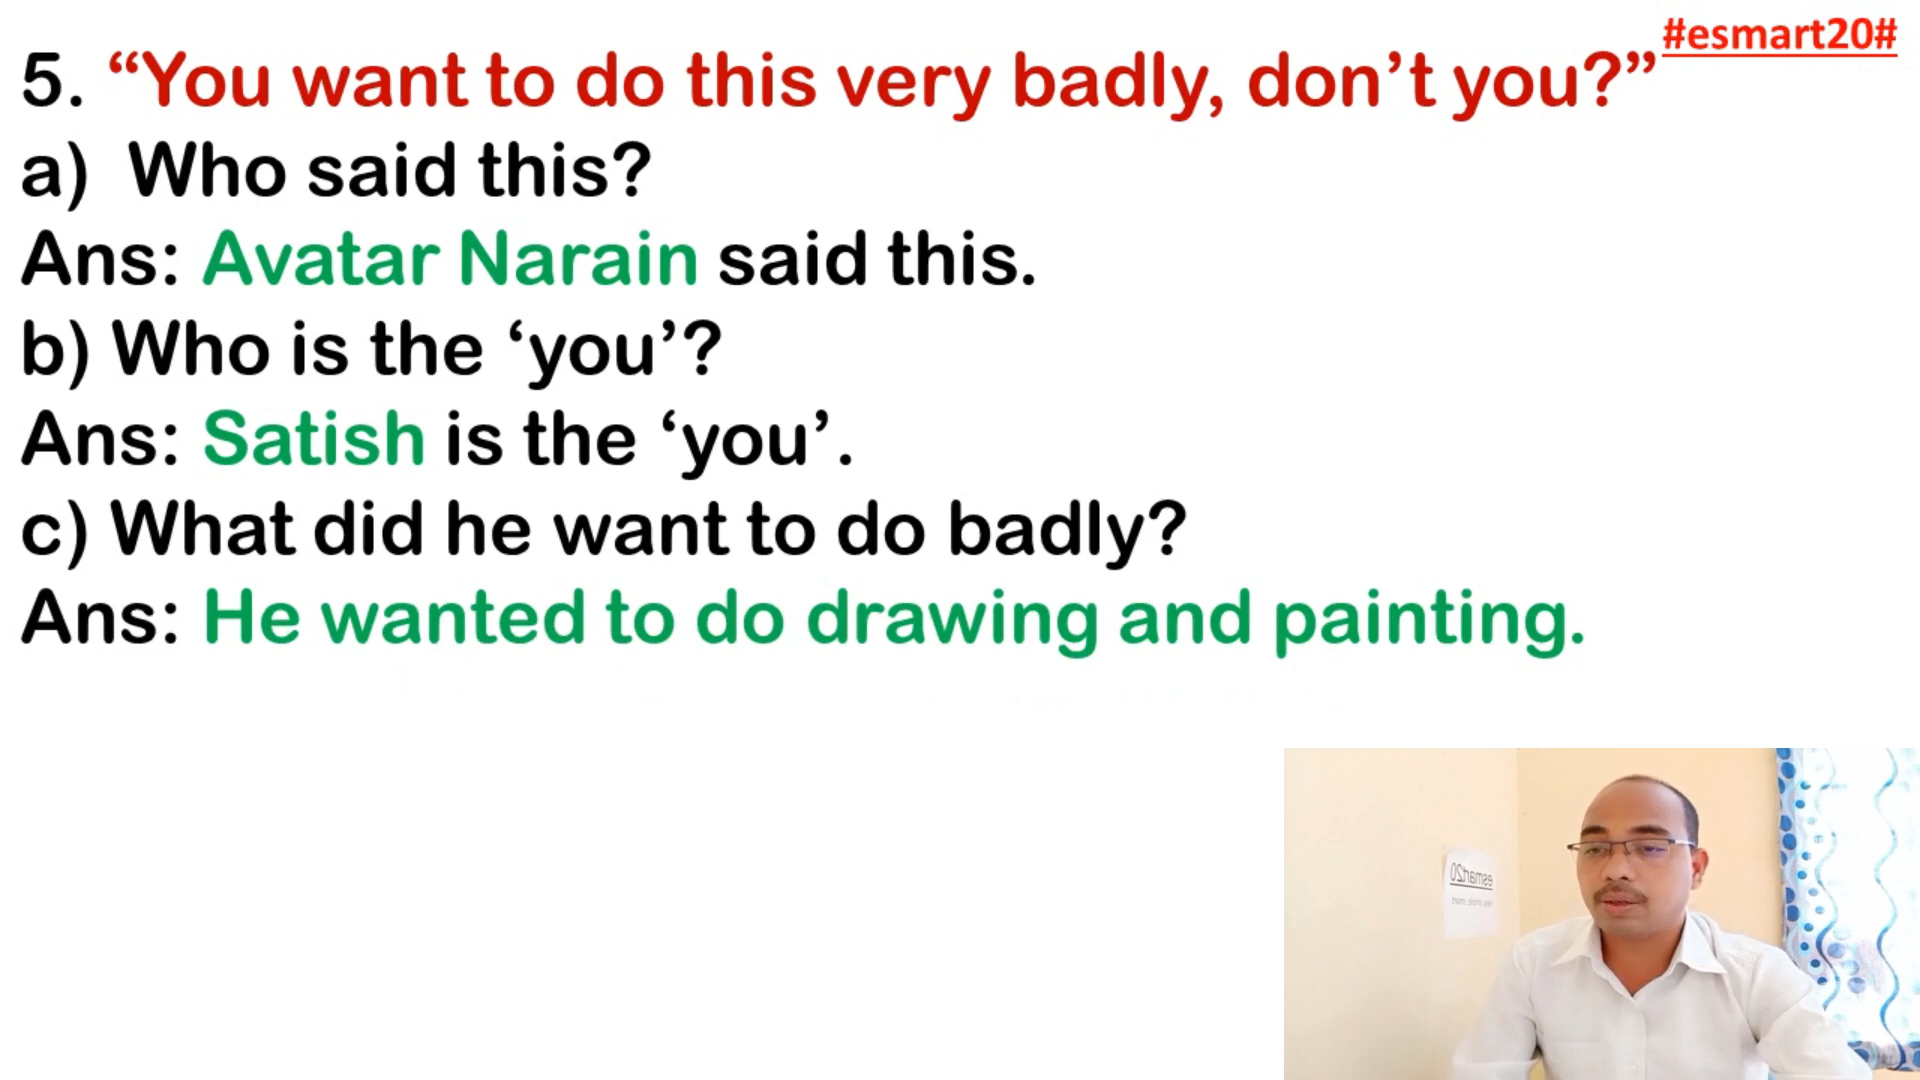 #esmart20#
5. “You want to do this very badly, don’t you?”
a) Who said this?
Ans: Avatar Narain said this.
b) Who is the ‘you’?
Ans: Satish is the ‘you’.
c) What did he want to do badly?
Ans: He wanted to do drawing and painting.
esmart20